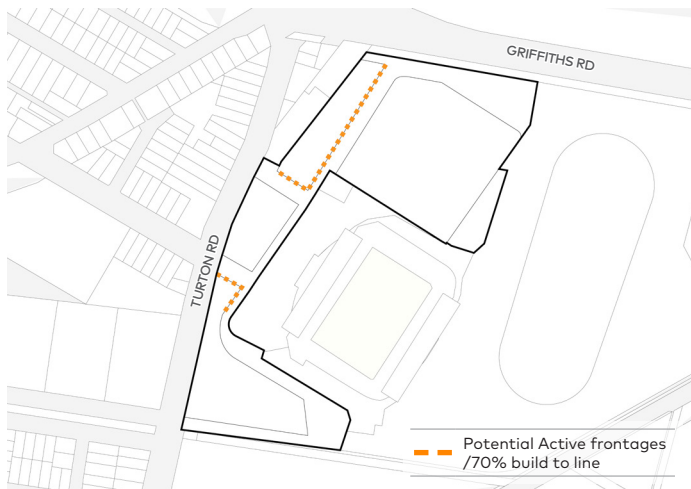 GRIFFITHS RD
TURTON RD
Potential Active frontages
/70% build to line